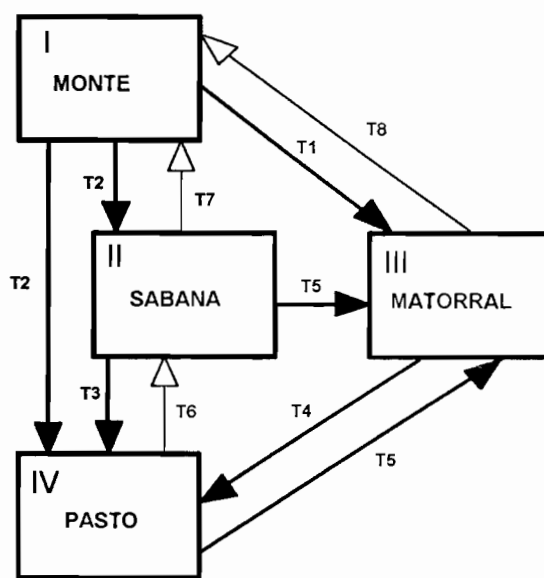 I
MONTE
T8
T1
T2
T7
II
III
T2
SABANA
T5
MATORRAL
T3
T6
T4
T5
IV
PASTO